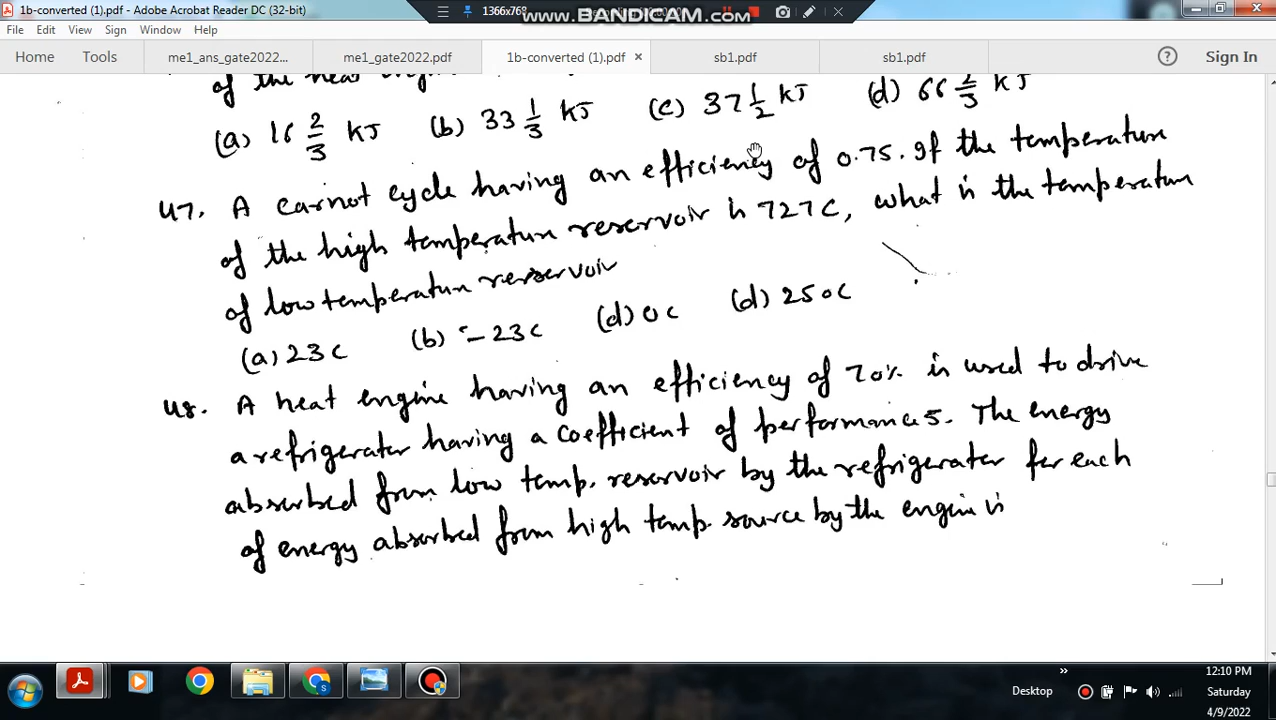 1b-converted (1).pdf - Adobe Acrobat Reader DC (32-bit)
1366x768
www.BANDICAM.com
File Edit View Sign Window Help
Home Tools me1_ans_gate2022... me1_gate2022.pdf 1b-converted (1).pdf × sb1.pdf sb1.pdf Sign In
of the heat
(a) 16 2/3 kJ (b) 33 1/3 kJ (c) 37 1/2 kJ (d) 66 2/3 kJ
47. A carnot cycle having an efficiency of 0.75. If the temperature
of the high temperature reservoir is 727C, what is the temperature
of low temperature reservoir
(a) 23C (b) - 23C (d) 0C (d) 250C
48. A heat engine having an efficiency of 70% is used to drive
a refrigerator having a coefficient of performance 5. The energy
absorbed from low temp. reservoir by the refrigerator for each
of energy absorbed from high temp. source by the engine is
Desktop
12:10 PM
Saturday
4/9/2022